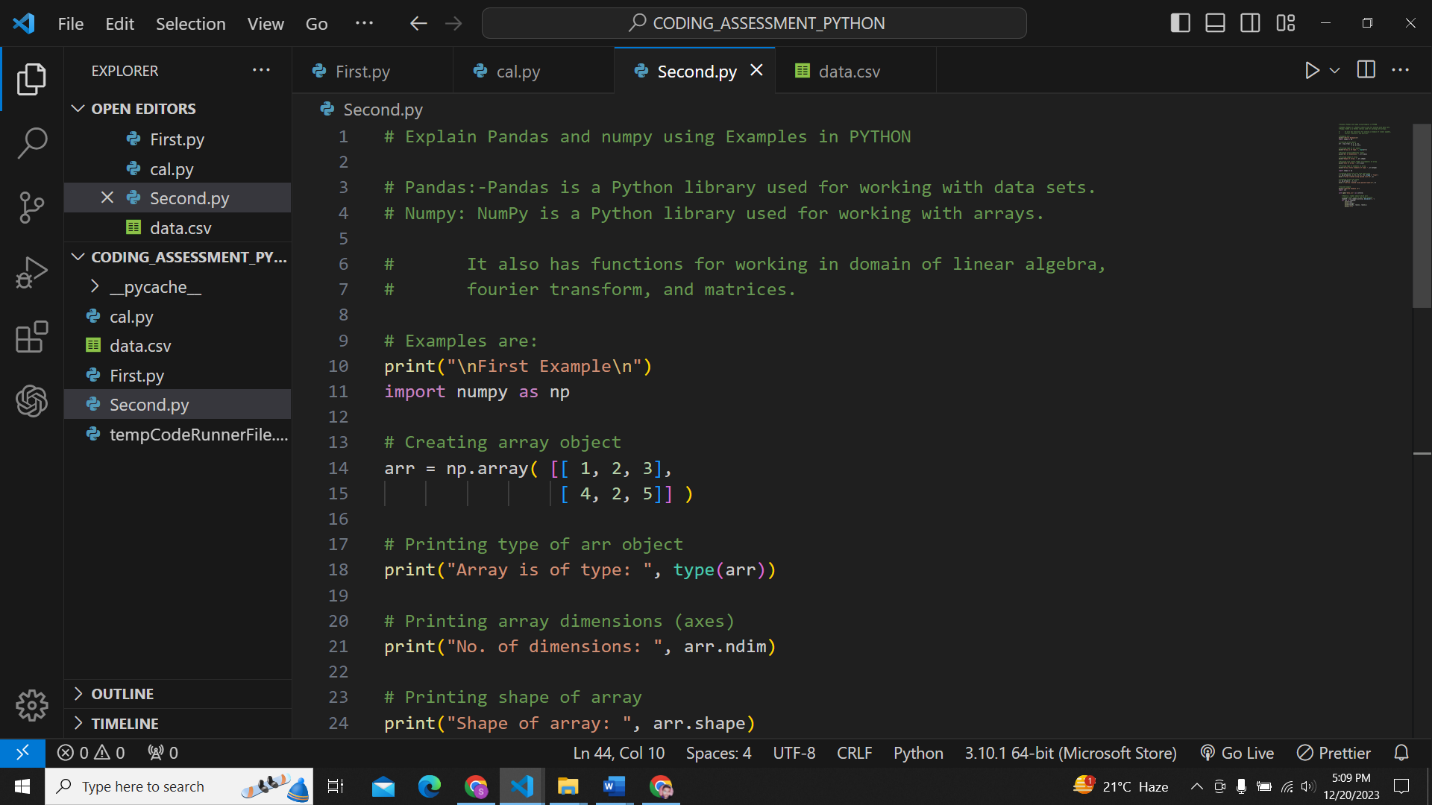 File Edit Selection View Go ··· CODING_ASSESSMENT_PYTHON
EXPLORER ···
OPEN EDITORS
First.py
cal.py
Second.py
data.csv
CODING_ASSESSMENT_PY...
__pycache__
cal.py
data.csv
First.py
Second.py
tempCodeRunnerFile....
OUTLINE
TIMELINE
First.py cal.py Second.py data.csv
Second.py
1 # Explain Pandas and numpy using Examples in PYTHON
2
3 # Pandas:-Pandas is a Python library used for working with data sets.
4 # Numpy: NumPy is a Python library used for working with arrays.
5
6 #       It also has functions for working in domain of linear algebra,
7 #       fourier transform, and matrices.
8
9 # Examples are:
10 print("\nFirst Example\n")
11 import numpy as np
12
13 # Creating array object
14 arr = np.array( [[ 1, 2, 3],
15                  [ 4, 2, 5]] )
16
17 # Printing type of arr object
18 print("Array is of type: ", type(arr))
19
20 # Printing array dimensions (axes)
21 print("No. of dimensions: ", arr.ndim)
22
23 # Printing shape of array
24 print("Shape of array: ", arr.shape)
0 0 0 Ln 44, Col 10 Spaces: 4 UTF-8 CRLF Python 3.10.1 64-bit (Microsoft Store) Go Live Prettier
Type here to search 1 21°C Haze 5:09 PM
12/20/2023